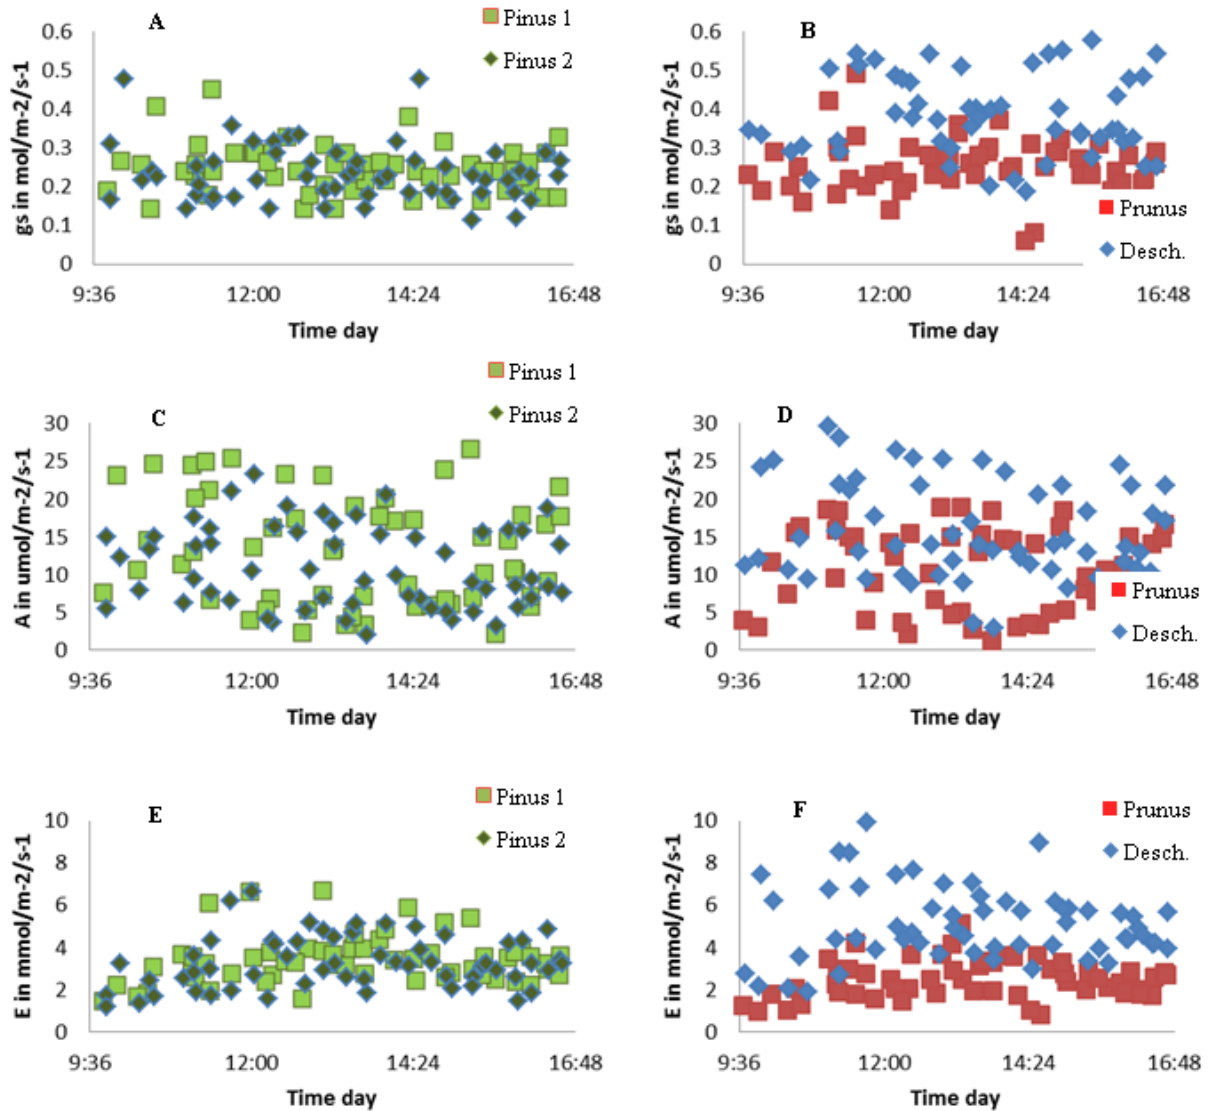 A
Pinus 1
Pinus 2
gs in mol/m-2/s-1
0.6
0.5
0.4
0.3
0.2
0.1
0
9:36
12:00
14:24
16:48
Time day
B
gs in mol/m-2/s-1
0.6
0.5
0.4
0.3
0.2
0.1
0
Prunus
Desch.
9:36
12:00
14:24
16:48
Time day
C
Pinus 1
Pinus 2
A in umol/m-2/s-1
30
25
20
15
10
5
0
9:36
12:00
14:24
16:48
Time day
D
A in umol/m-2/s-1
30
25
20
15
10
5
0
Prunus
Desch.
9:36
12:00
14:24
16:48
Time day
E
Pinus 1
Pinus 2
E in mmol/m-2/s-1
10
8
6
4
2
0
9:36
12:00
14:24
16:48
Time day
F
Prunus
Desch.
E in mmol/m-2/s-1
10
8
6
4
2
0
9:36
12:00
14:24
16:48
Time day